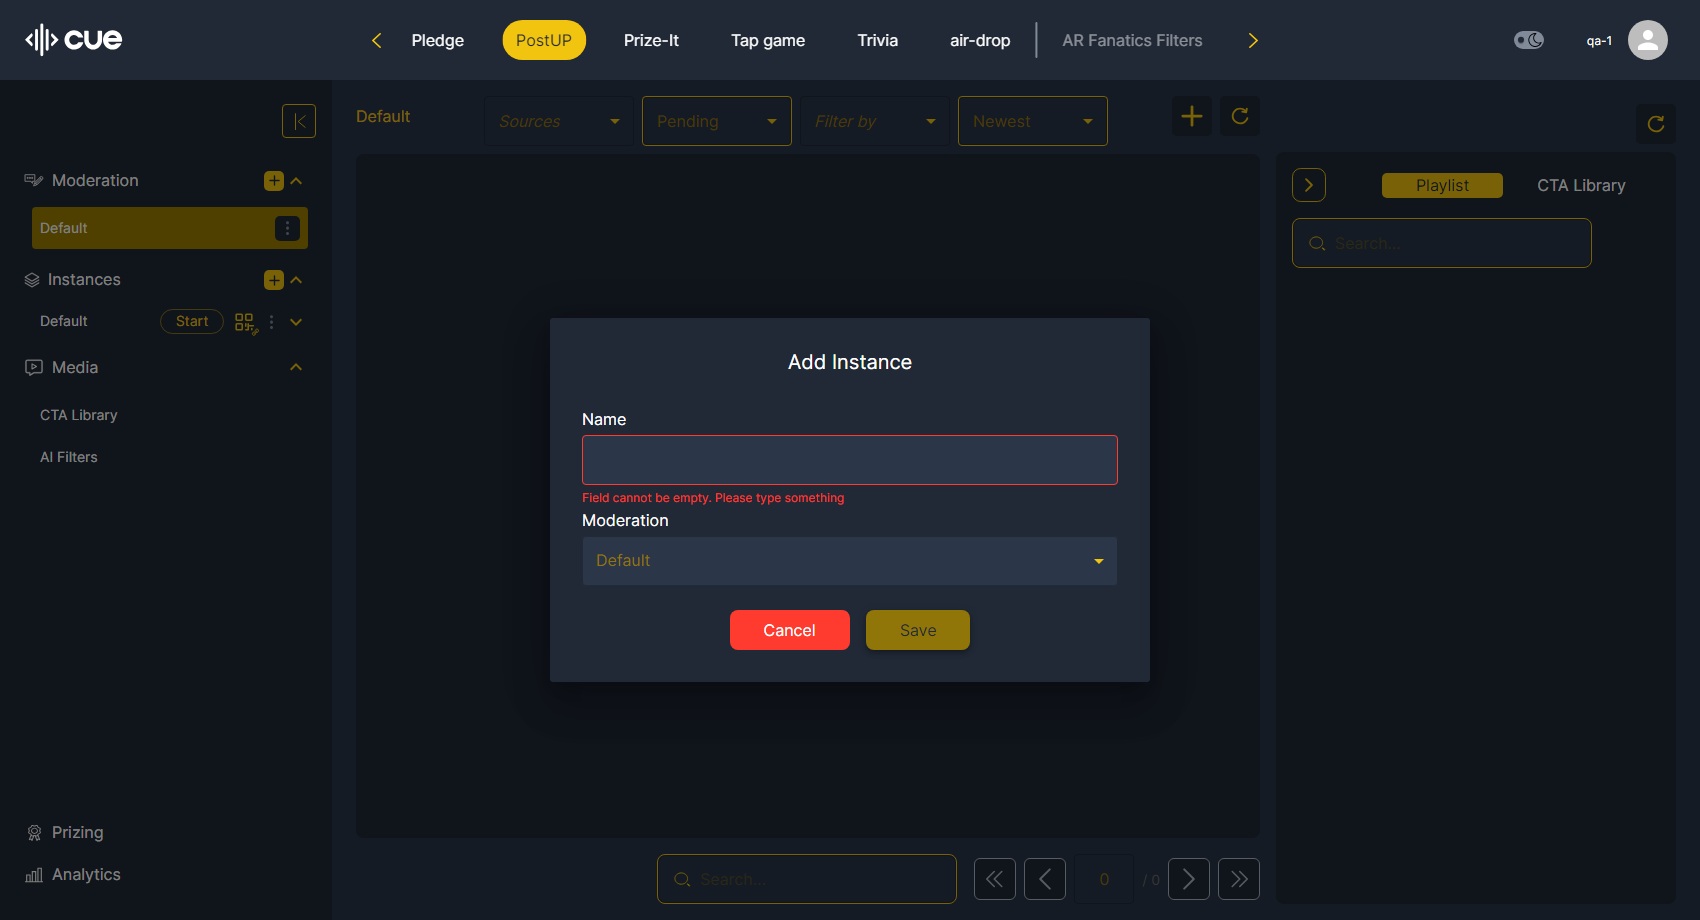 cue
Pledge
PostUP
Prize-It
Tap game
Trivia
air-drop
AR Fanatics Filters
qa-1
Default
Sources
Pending
Filter by
Newest
Moderation
Default
Instances
Default
Start
Media
CTA Library
AI Filters
Prizing
Analytics
Playlist
CTA Library
Search...
Add Instance
Name
Field cannot be empty. Please type something
Moderation
Default
Cancel
Save
Search...
0
/ 0